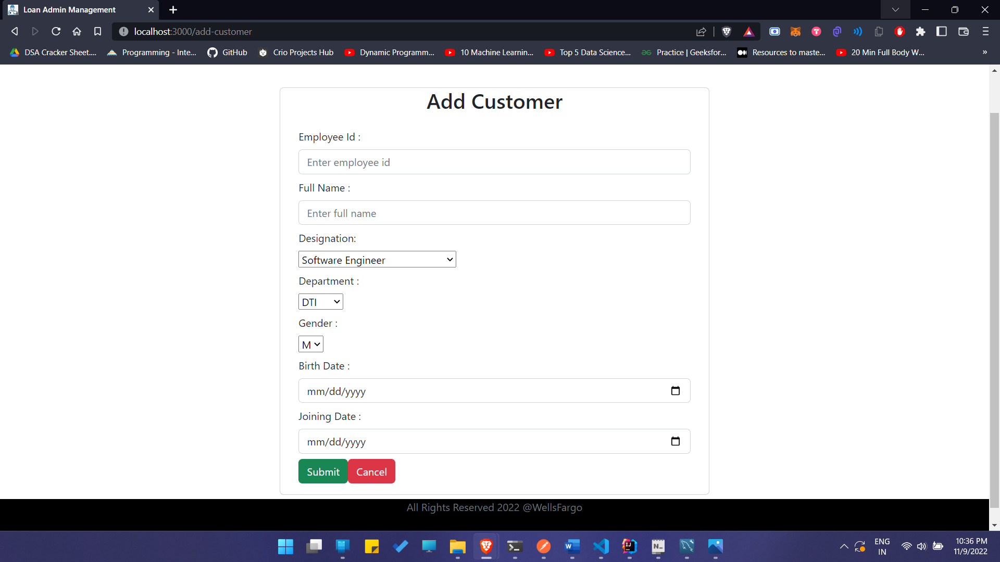 Loan Admin Management
localhost:3000/add-customer
DSA Cracker Sheet.... Programming - Inte... GitHub Crio Projects Hub Dynamic Programm... 10 Machine Learnin... Top 5 Data Science... Practice | Geeksfor... Resources to maste... 20 Min Full Body W... »
Add Customer
Employee Id :
Enter employee id
Full Name :
Enter full name
Designation:
Software Engineer
Department :
DTI
Gender :
M
Birth Date :
mm/dd/yyyy
Joining Date :
mm/dd/yyyy
Submit Cancel
All Rights Reserved 2022 @WellsFargo
ENG
IN
10:36 PM
11/9/2022